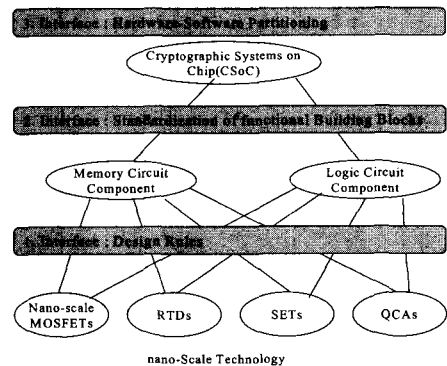 3. Interface : Hardware-Software Partitioning
Cryptographic Systems on
Chip(CSoC)
2. Interface : Standardization of functional Building Blocks
Memory Circuit
Component
Logic Circuit
Component
1. Interface : Design Rules
Nano-scale
MOSFETs
RTDs
SETs
QCAs
nano-Scale Technology